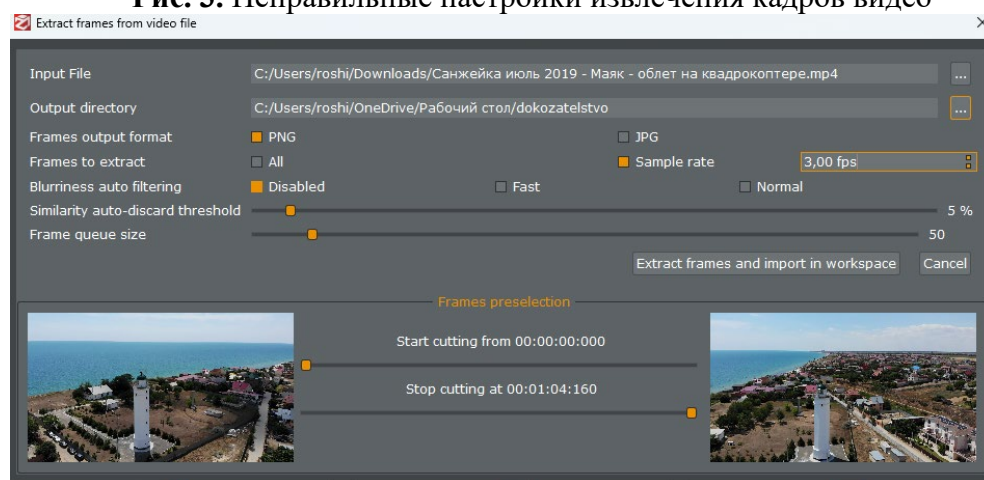 Рис. 3. Неправильные настройки извлечения кадров видео
Extract frames from video file
Input File C:/Users/roshi/Downloads/Санжейка июль 2019 - Маяк - облет на квадрокоптере.mp4 ...
Output directory C:/Users/roshi/OneDrive/Рабочий стол/dokozatelstvo ...
Frames output format PNG JPG
Frames to extract All Sample rate 3,00 fps
Blurriness auto filtering Disabled Fast Normal
Similarity auto-discard threshold 5 %
Frame queue size 50
Extract frames and import in workspace Cancel
Frames preselection
Start cutting from 00:00:00:000
Stop cutting at 00:01:04:160